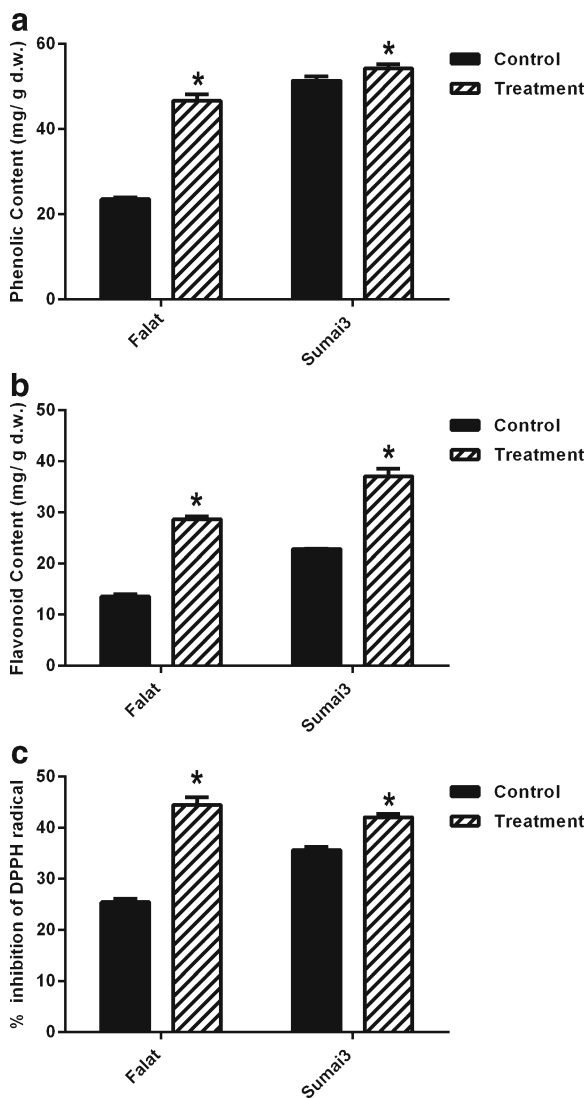 a
Phenolic Content (mg/ g d.w.)
60
40
20
0
*
*
Control
Treatment
Falat
Sumai3
b
Flavonoid Content (mg/ g d.w.)
50
40
30
20
10
0
*
*
Control
Treatment
Falat
Sumai3
c
% inhibition of DPPH radical
50
40
30
20
10
0
*
*
Control
Treatment
Falat
Sumai3